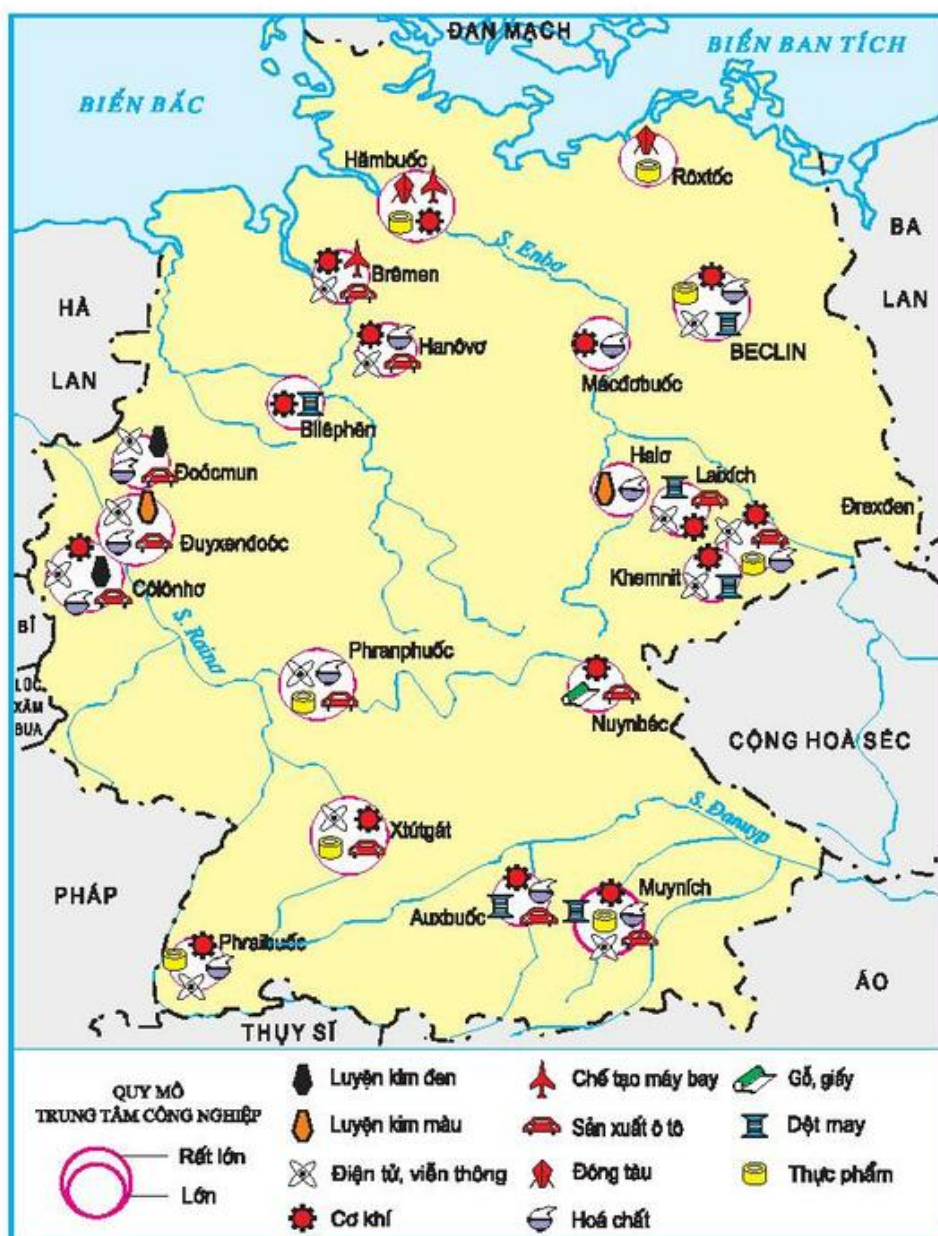 ĐAN MẠCH
BIỂN BAN TÍCH
BIỂN BẮC
Hămbuốc
Rôxtốc
BA
LAN
S. Enbơ
Brêmen
HÀ
LAN
Hanôvơ
BECLIN
Mácđơbuốc
Bilêphên
Đoócmun
Halơ
Laixích
Đrexđen
Đuyxenđoóc
Khemnit
Côlônhơ
BỈ
S. Rainơ
LÚC
XĂM
BUA
Phranphuốc
Nuynbéc
CỘNG HOÀ SÉC
S. Đanuyp
Xtútgát
PHÁP
Muyních
Auxbuốc
Phraibuốc
ÁO
THỤY SĨ
QUY MÔ
TRUNG TÂM CÔNG NGHIỆP
Rất lớn
Lớn
Luyện kim đen
Luyện kim màu
Điện tử, viễn thông
Cơ khí
Chế tạo máy bay
Sản xuất ô tô
Đóng tàu
Hoá chất
Gỗ, giấy
Dệt may
Thực phẩm